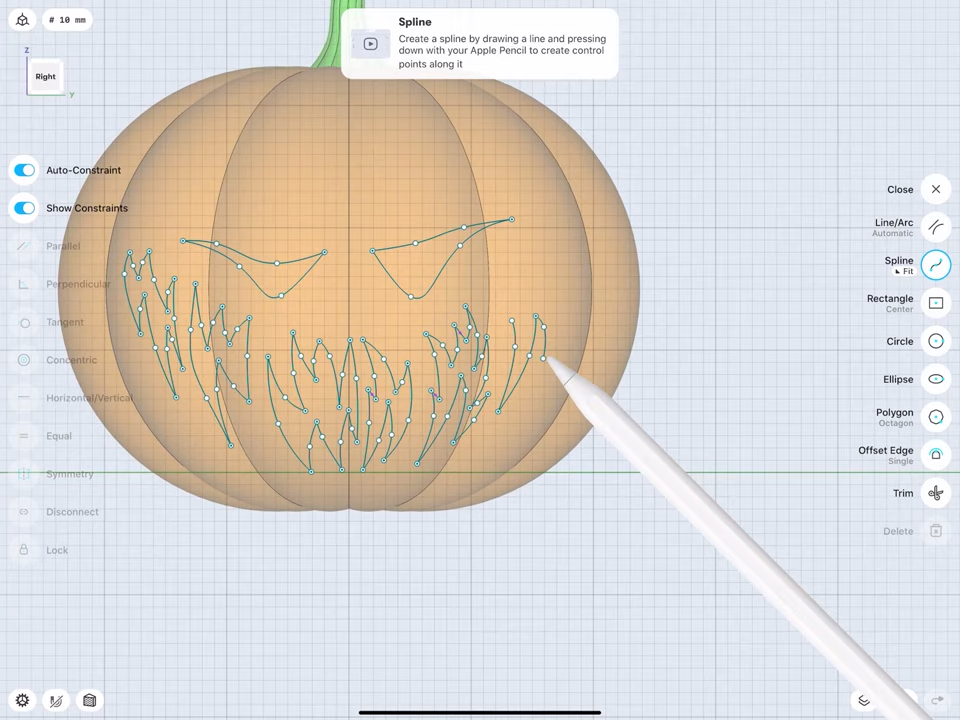 # 10 mm
Spline
Create a spline by drawing a line and pressing
down with your Apple Pencil to create control
points along it
Z
Right
Y
Auto-Constraint
Show Constraints
Parallel
Perpendicular
Tangent
Concentric
Horizontal/Vertical
Equal
Symmetry
Disconnect
Lock
Close
Line/Arc
Automatic
Spline
Fit
Rectangle
Center
Circle
Ellipse
Polygon
Octagon
Offset Edge
Single
Trim
Delete